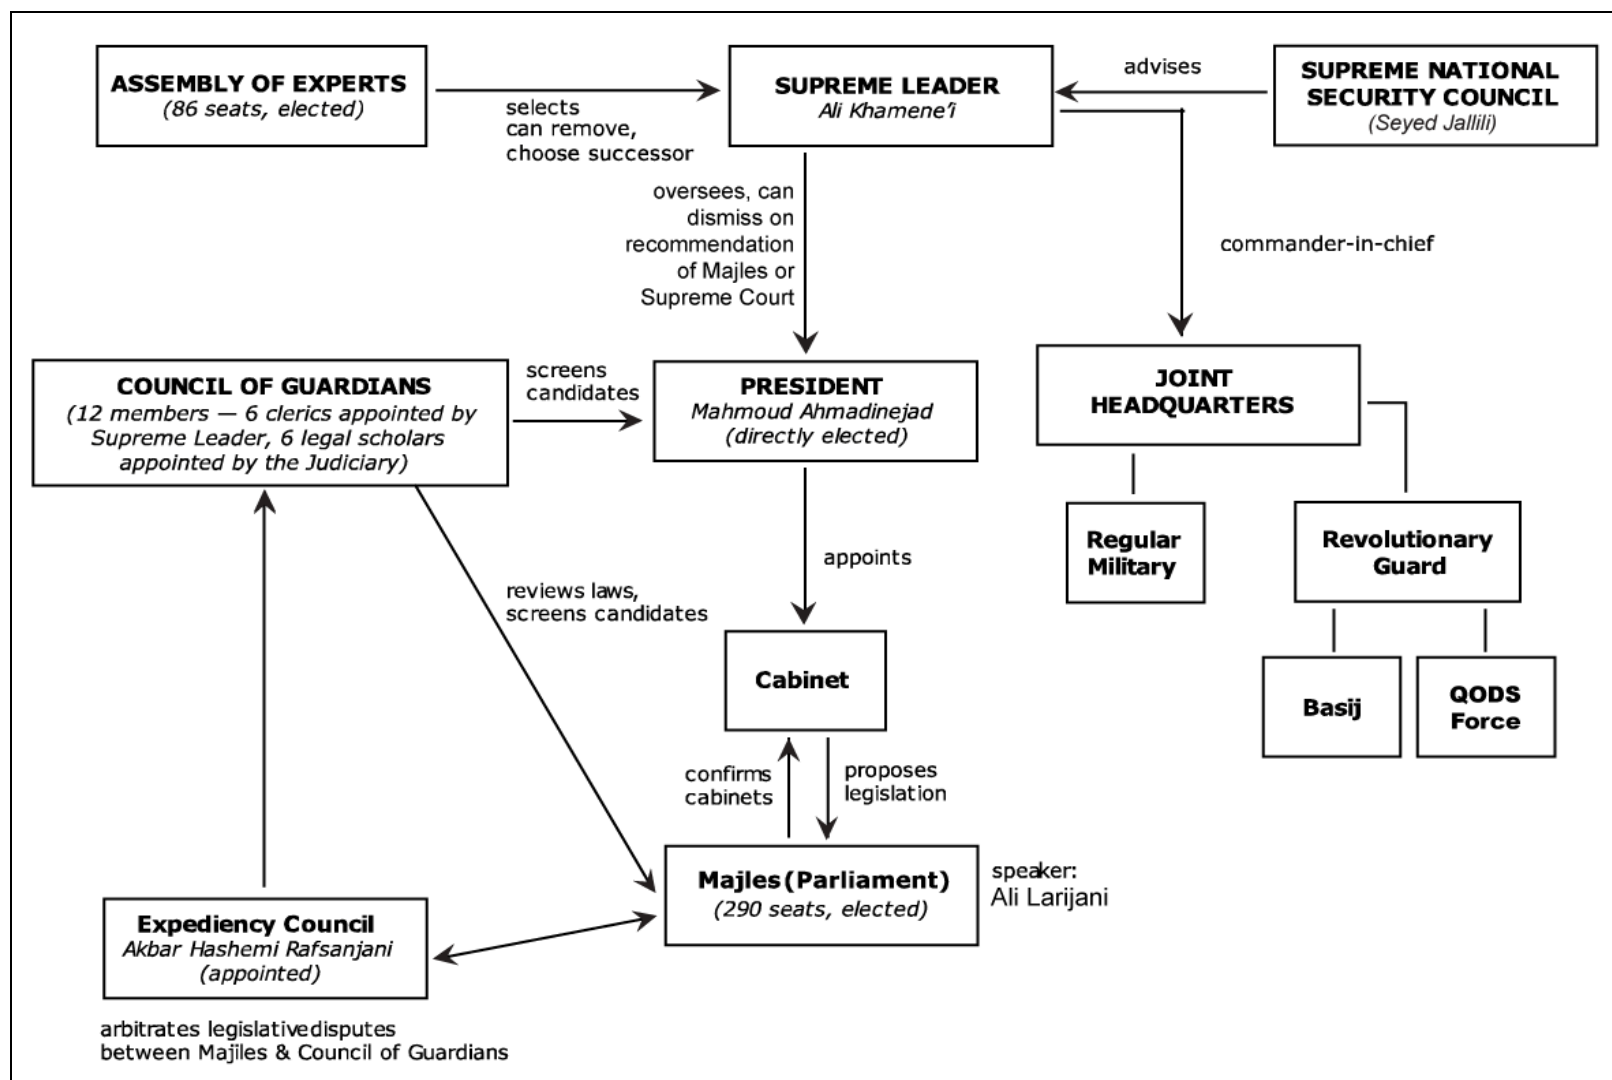 ASSEMBLY OF EXPERTS
(86 seats, elected)
selects
can remove,
choose successor
SUPREME LEADER
Ali Khamene'i
advises
SUPREME NATIONAL
SECURITY COUNCIL
(Seyed Jallili)
oversees, can
dismiss on
recommendation
of Majles or
Supreme Court
commander-in-chief
COUNCIL OF GUARDIANS
(12 members — 6 clerics appointed by
Supreme Leader, 6 legal scholars
appointed by the Judiciary)
screens
candidates
PRESIDENT
Mahmoud Ahmadinejad
(directly elected)
JOINT
HEADQUARTERS
Regular
Military
Revolutionary
Guard
appoints
reviews laws,
screens candidates
Cabinet
Basij
QODS
Force
confirms
cabinets
proposes
legislation
Majles (Parliament)
(290 seats, elected)
speaker:
Ali Larijani
Expediency Council
Akbar Hashemi Rafsanjani
(appointed)
arbitrates legislativedisputes
between Majiles & Council of Guardians